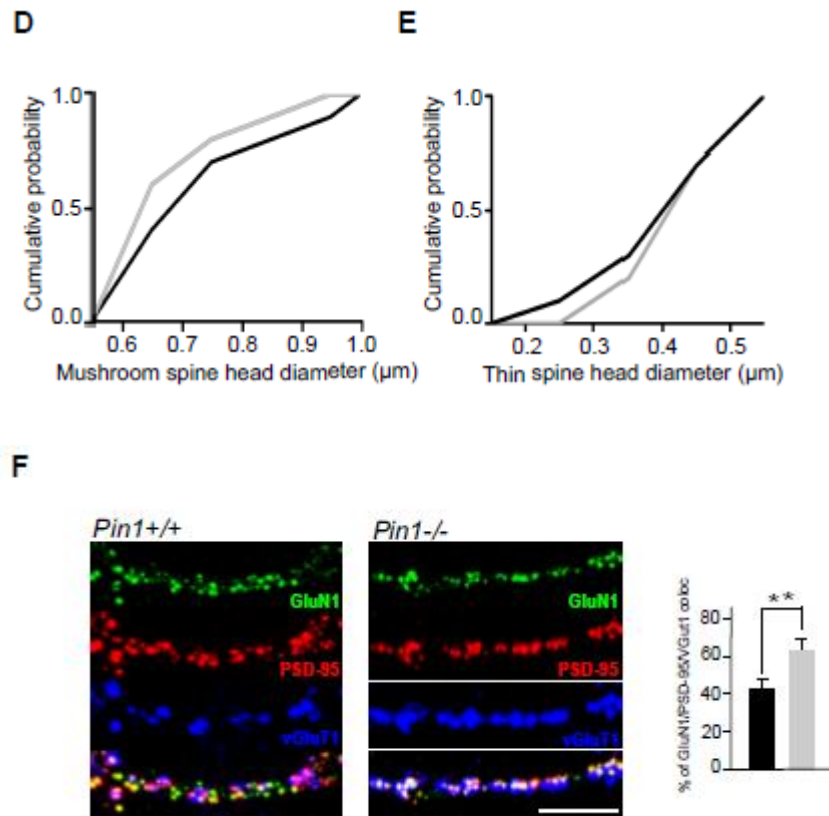 D
E
Cumulative probability
1.0
0.5
0.0
0.6 0.7 0.8 0.9 1.0
Mushroom spine head diameter (µm)
Cumulative probability
1.0
0.5
0.0
0.2 0.3 0.4 0.5
Thin spine head diameter (µm)
F
Pin1+/+
GluN1
PSD-95
vGluT1
Pin1-/-
GluN1
PSD-95
vGluT1
% of GluN1/PSD-95/VGut1 coloc
80
60
40
20
0
**